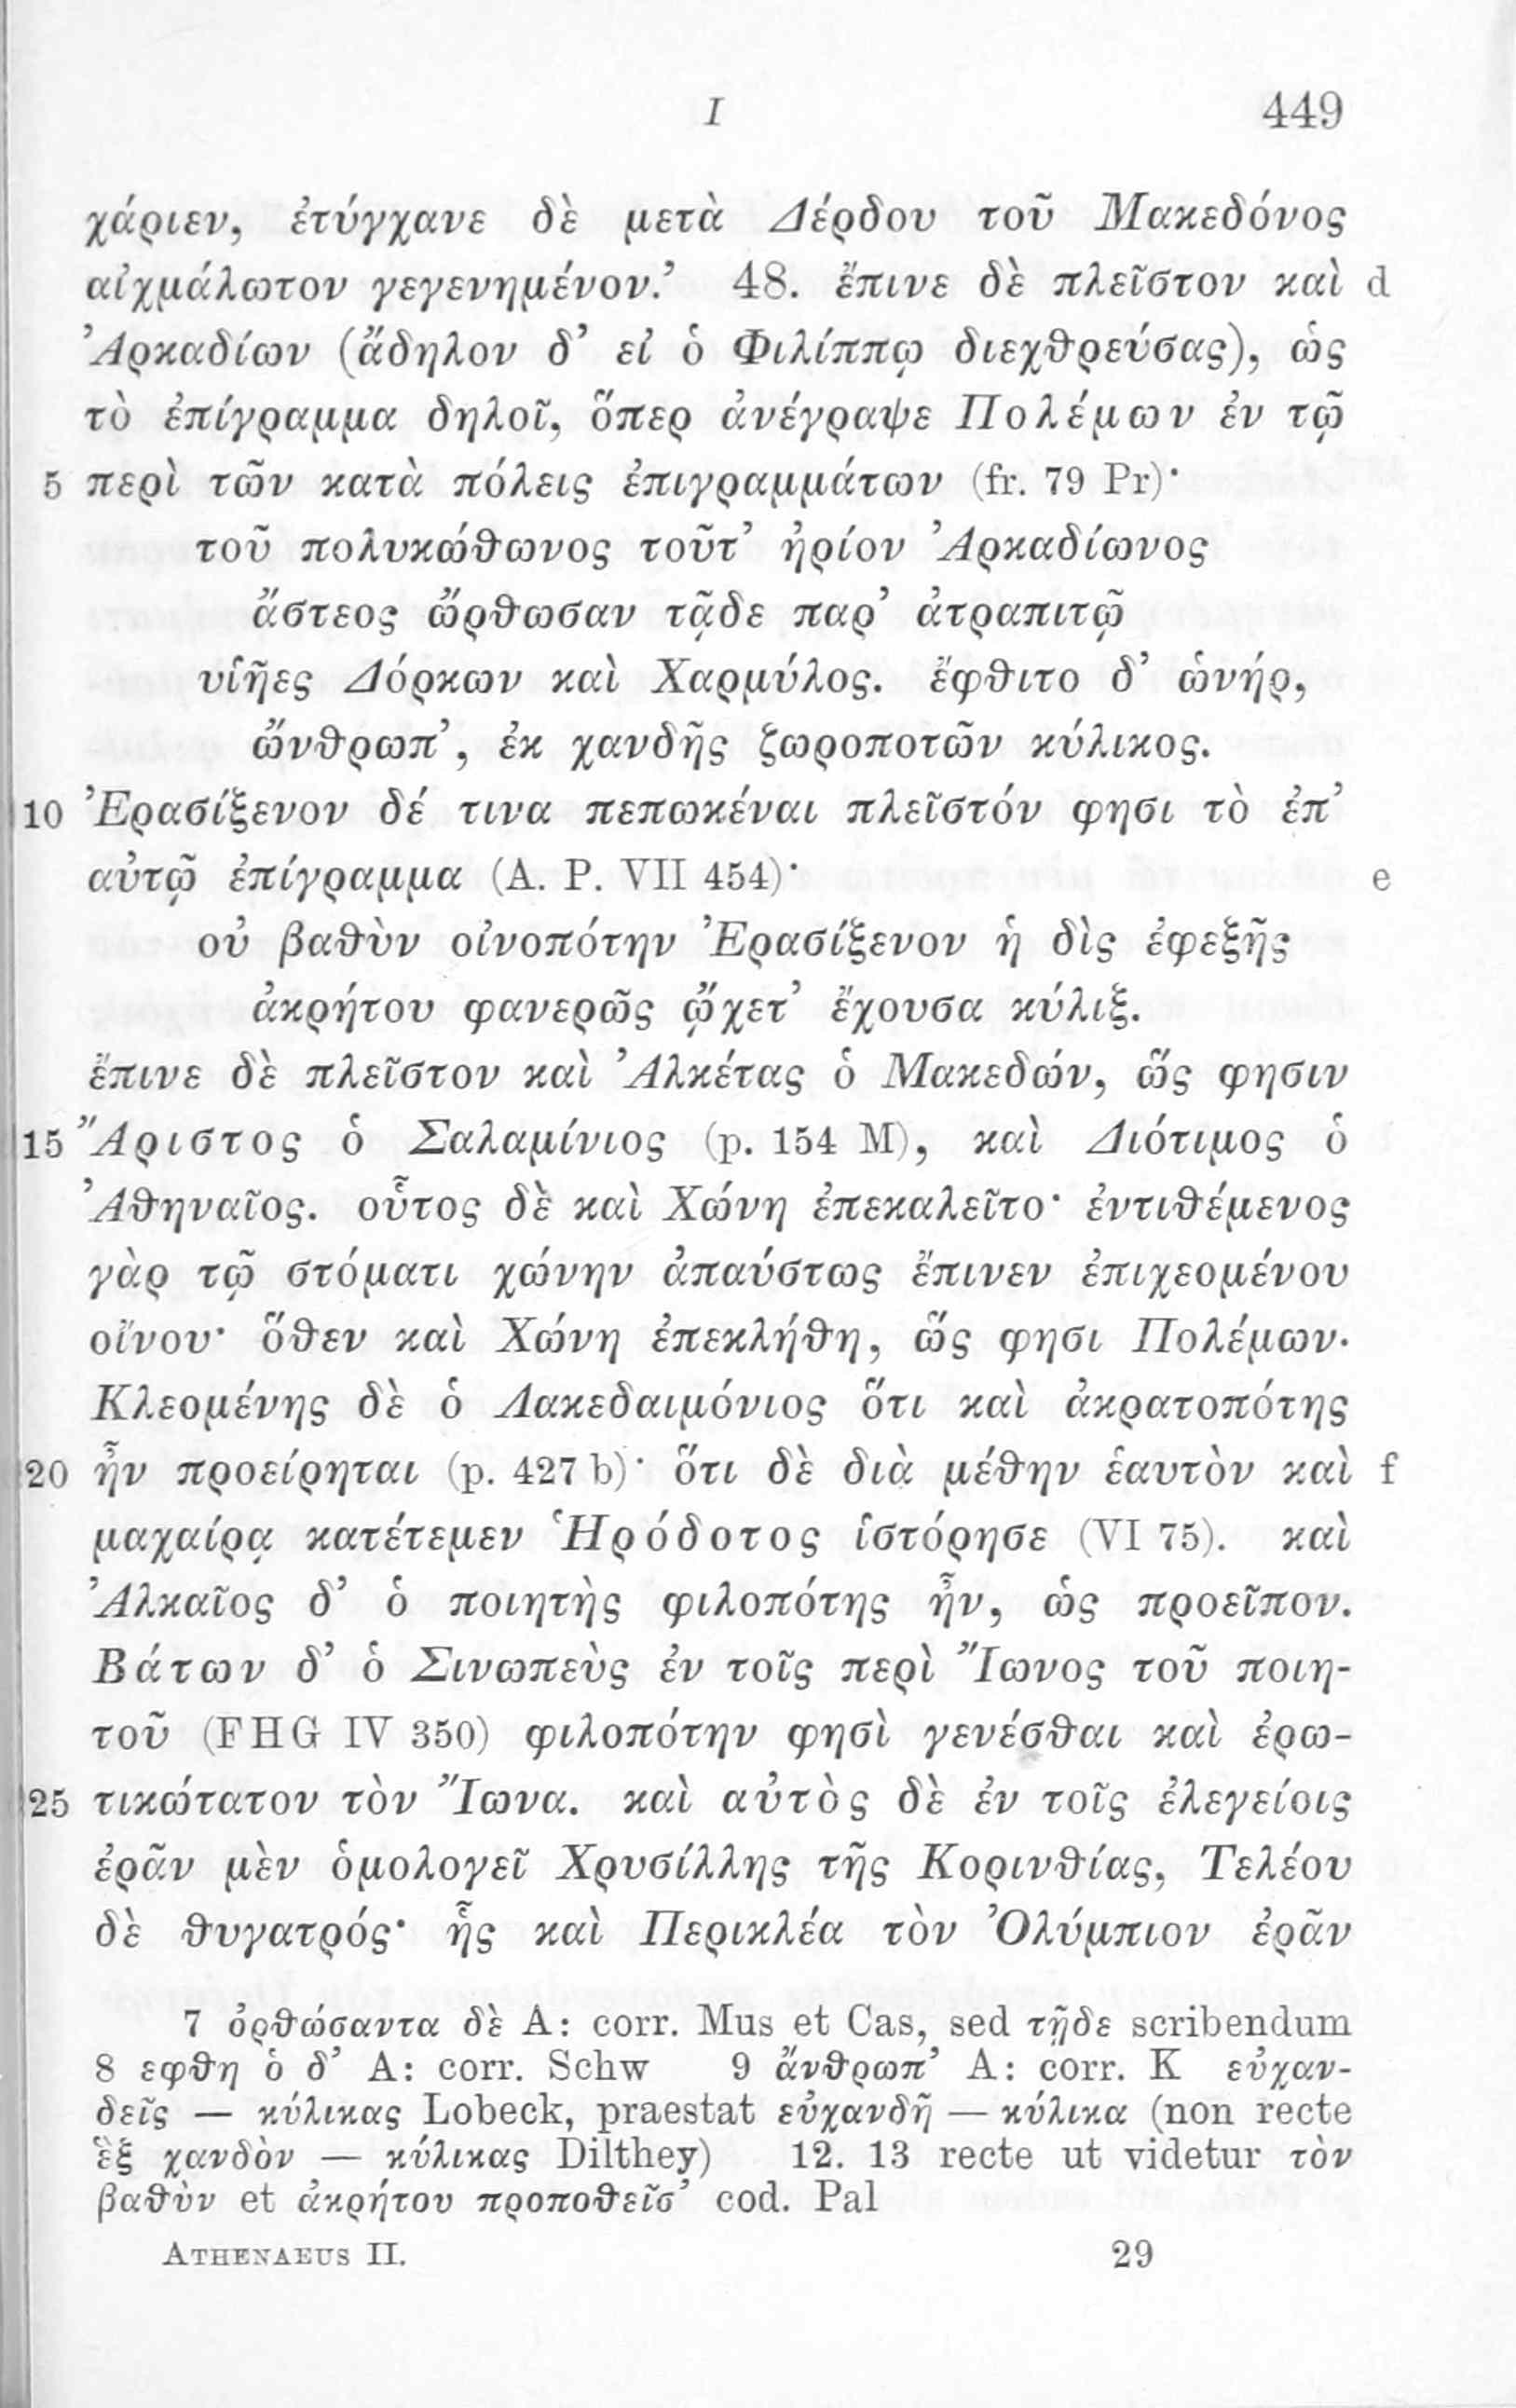 I 449
χάριεν, ἐτύγχανε δὲ μετὰ Δέρδου τοῦ Μακεδόνος
αἰχμάλωτον γεγενημένον.’ 48. ἔπινε δὲ πλεῖστον καὶ d
Ἀρκαδίων (ἄδηλον δ’ εἰ ὁ Φιλίππῳ διεχθρεύσας), ὡς
τὸ ἐπίγραμμα δηλοῖ, ὅπερ ἀνέγραψε Πολέμων ἐν τῷ
5 περὶ τῶν κατὰ πόλεις ἐπιγραμμάτων (fr. 79 Pr)·
τοῦ πολυκώθωνος τοῦτ’ ἠρίον Ἀρκαδίωνος
ἄστεος ὤρθωσαν τᾷδε παρ’ ἀτραπιτῷ
υἱῆες Δόρκων καὶ Χαρμύλος. ἔφθιτο δ’ ὡνήρ,
ὤνθρωπ’, ἐκ χανδῆς ζωροποτῶν κύλικος.
10 Ἐρασίξενον δέ τινα πεπωκέναι πλεῖστόν φησι τὸ ἐπ’
αὐτῷ ἐπίγραμμα (A. P. VII 454)· e
οὐ βαθὺν οἰνοπότην Ἐρασίξενον ἡ δὶς ἐφεξῆς
ἀκρήτου φανερῶς ᾤχετ’ ἔχουσα κύλιξ.
ἔπινε δὲ πλεῖστον καὶ Ἀλκέτας ὁ Μακεδών, ὥς φησιν
15 Ἄριστος ὁ Σαλαμίνιος (p. 154 M), καὶ Διότιμος ὁ
Ἀθηναῖος. οὗτος δὲ καὶ Χώνη ἐπεκαλεῖτο· ἐντιθέμενος
γὰρ τῷ στόματι χώνην ἀπαύστως ἔπινεν ἐπιχεομένου
οἴνου· ὅθεν καὶ Χώνη ἐπεκλήθη, ὥς φησι Πολέμων.
Κλεομένης δὲ ὁ Λακεδαιμόνιος ὅτι καὶ ἀκρατοπότης
20 ἦν προείρηται (p. 427 b)· ὅτι δὲ διὰ μέθην ἑαυτὸν καὶ f
μαχαίρᾳ κατέτεμεν Ἡρόδοτος ἱστόρησε (VI 75). καὶ
Ἀλκαῖος δ’ ὁ ποιητὴς φιλοπότης ἦν, ὡς προεῖπον.
Βάτων δ’ ὁ Σινωπεὺς ἐν τοῖς περὶ Ἴωνος τοῦ ποιη-
τοῦ (FHG IV 350) φιλοπότην φησὶ γενέσθαι καὶ ἐρω-
25 τικώτατον τὸν Ἴωνα. καὶ αὐτὸς δὲ ἐν τοῖς ἐλεγείοις
ἐρᾶν μὲν ὁμολογεῖ Χρυσίλλης τῆς Κορινθίας, Τελέου
δὲ θυγατρός· ἧς καὶ Περικλέα τὸν Ὀλύμπιον ἐρᾶν
7 ὀρθώσαντα δὲ A: corr. Mus et Cas, sed τῇδε scribendum
8 εφθη ὁ δ’ A: corr. Schw 9 ἄνθρωπ’ A: corr. K εὐχαν-
δεῖς — κύλικας Lobeck, praestat εὐχανδῆ — κύλικα (non recte
ἓξ χανδὸν — κύλικας Dilthey) 12. 13 recte ut videtur τὸν
βαθὺν et ἀκρήτου προποθεῖσ’ cod. Pal
ATHENAEUS II. 29